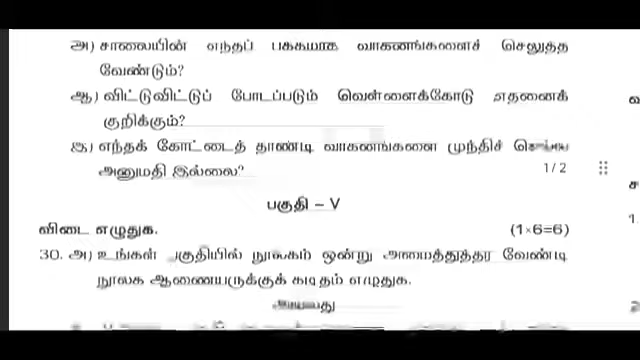 அ) சாலையின் எந்தப் பக்கமாக வாகனங்களைச் செலுத்த
வேண்டும்?
ஆ) விட்டுவிட்டுப் போடப்படும் வெள்ளைக்கோடு எதனைக்
குறிக்கும்?
இ) எந்தக் கோட்டைத் தாண்டி வாகனங்களை முந்திச் செல்ல
அனுமதி இல்லை?
1/2
பகுதி – V
விடை எழுதுக. (1×6=6)
30. அ) உங்கள் பகுதியில் நூலகம் ஒன்று அமைத்துத்தர வேண்டி
நூலக ஆணையருக்குக் கடிதம் எழுதுக.
அல்லது